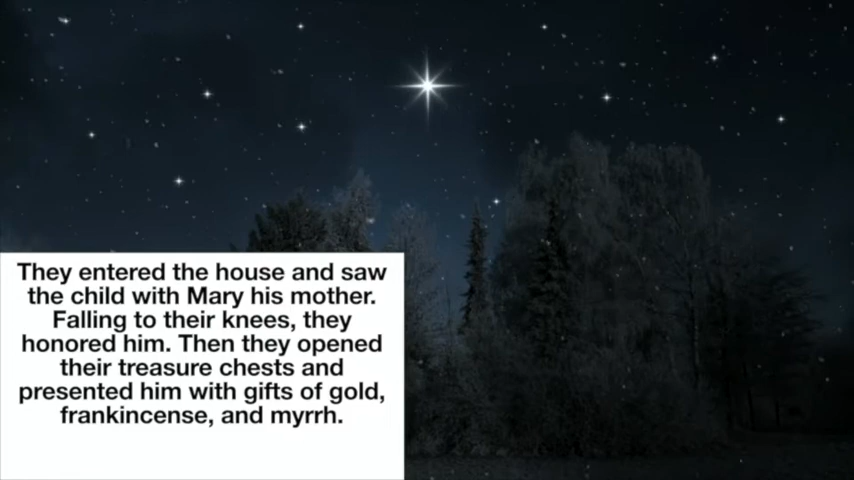 They entered the house and saw
the child with Mary his mother.
Falling to their knees, they
honored him. Then they opened
their treasure chests and
presented him with gifts of gold,
frankincense, and myrrh.